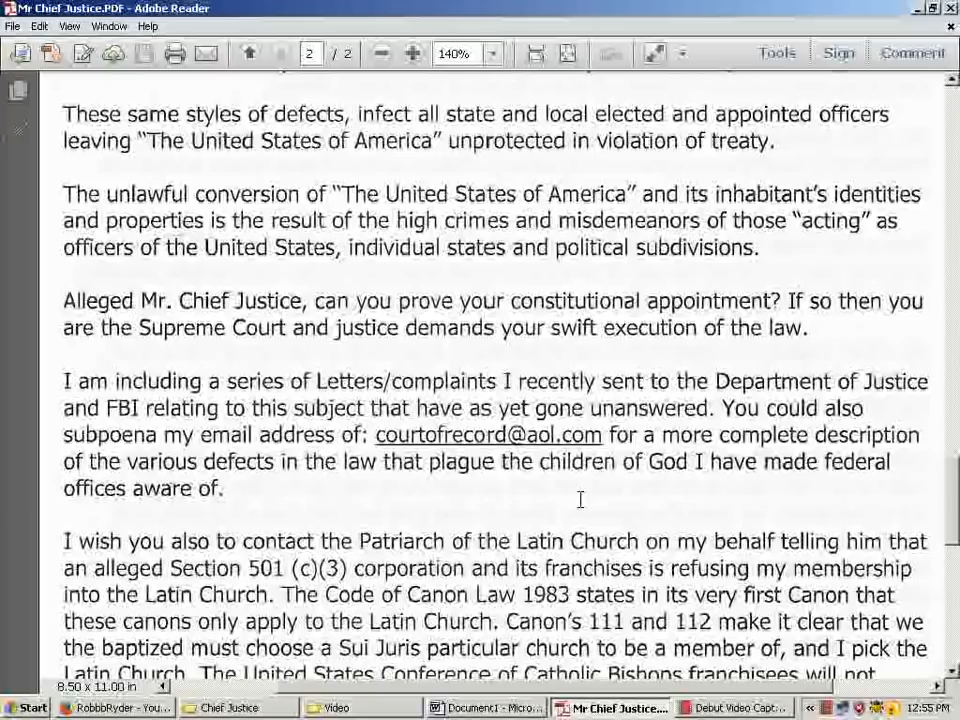 Mr Chief Justice.PDF - Adobe Reader
File Edit View Window Help
2 / 2 140% Tools Sign Comment
These same styles of defects, infect all state and local elected and appointed officers
leaving “The United States of America” unprotected in violation of treaty.
The unlawful conversion of “The United States of America” and its inhabitant’s identities
and properties is the result of the high crimes and misdemeanors of those “acting” as
officers of the United States, individual states and political subdivisions.
Alleged Mr. Chief Justice, can you prove your constitutional appointment? If so then you
are the Supreme Court and justice demands your swift execution of the law.
I am including a series of Letters/complaints I recently sent to the Department of Justice
and FBI relating to this subject that have as yet gone unanswered. You could also
subpoena my email address of: courtofrecord@aol.com for a more complete description
of the various defects in the law that plague the children of God I have made federal
offices aware of.
I wish you also to contact the Patriarch of the Latin Church on my behalf telling him that
an alleged Section 501 (c)(3) corporation and its franchises is refusing my membership
into the Latin Church. The Code of Canon Law 1983 states in its very first Canon that
these canons only apply to the Latin Church. Canon’s 111 and 112 make it clear that we
the baptized must choose a Sui Juris particular church to be a member of, and I pick the
Latin Church. The United States Conference of Catholic Bishops franchisees will not
8.50 x 11.00 in
Start RobbbRyder - You... Chief Justice Video Document1 - Micro... Mr Chief Justice.... Debut Video Capt... 12:55 PM